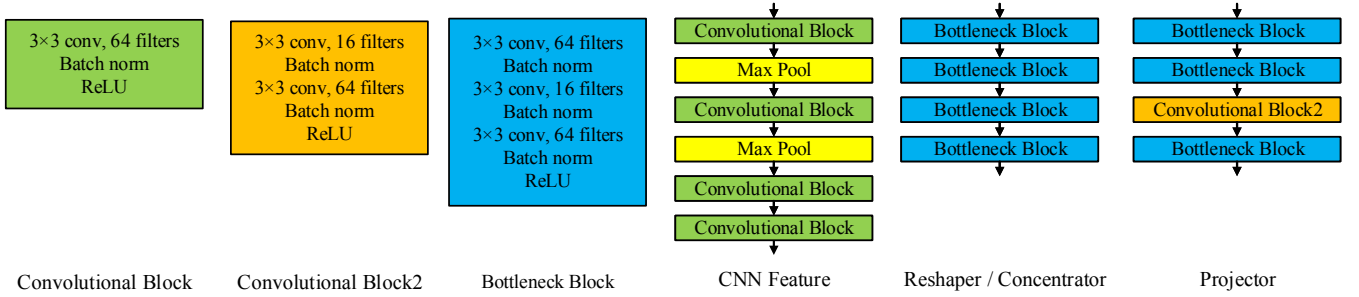 3×3 conv, 64 filters
Batch norm
ReLU
Convolutional Block
3×3 conv, 16 filters
Batch norm
3×3 conv, 64 filters
Batch norm
ReLU
Convolutional Block2
3×3 conv, 64 filters
Batch norm
3×3 conv, 16 filters
Batch norm
3×3 conv, 64 filters
Batch norm
ReLU
Bottleneck Block
Convolutional Block
Max Pool
Convolutional Block
Max Pool
Convolutional Block
Convolutional Block
CNN Feature
Bottleneck Block
Bottleneck Block
Bottleneck Block
Bottleneck Block
Reshaper / Concentrator
Bottleneck Block
Bottleneck Block
Convolutional Block2
Bottleneck Block
Projector